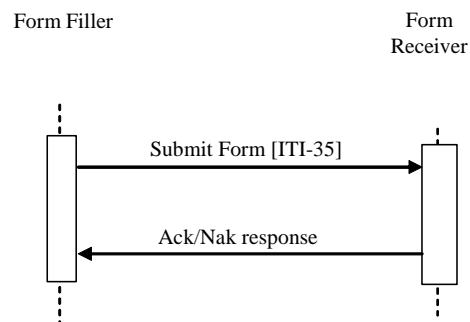 Form Filler
Form
Receiver
Submit Form [ITI-35]
Ack/Nak response